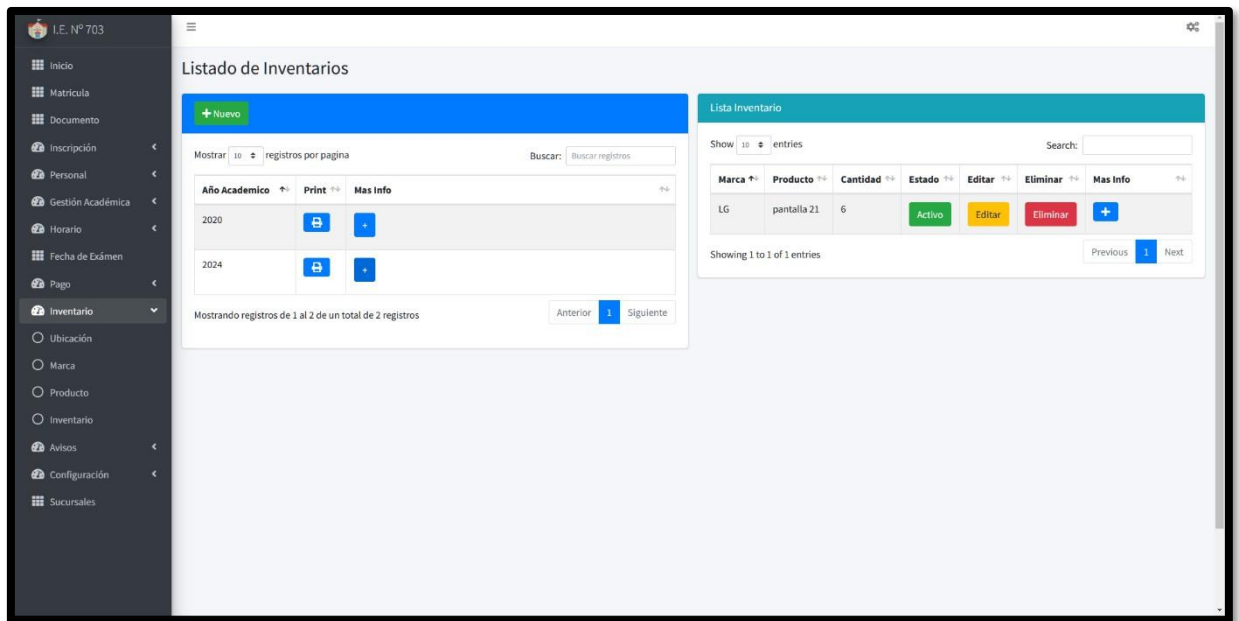 I.E. Nº 703
Inicio
Matricula
Documento
Inscripción
Personal
Gestión Académica
Horario
Fecha de Exámen
Pago
Inventario
Ubicación
Marca
Producto
Inventario
Avisos
Configuración
Sucursales
Listado de Inventarios
+ Nuevo
Mostrar 10 registros por pagina
Buscar: Buscar registros
Año Academico Print Mas Info
2020 +
2024 +
Mostrando registros de 1 al 2 de un total de 2 registros
Anterior 1 Siguiente
Lista Inventario
Show 10 entries
Search:
Marca Producto Cantidad Estado Editar Eliminar Mas Info
LG pantalla 21 6 Activo Editar Eliminar +
Showing 1 to 1 of 1 entries
Previous 1 Next